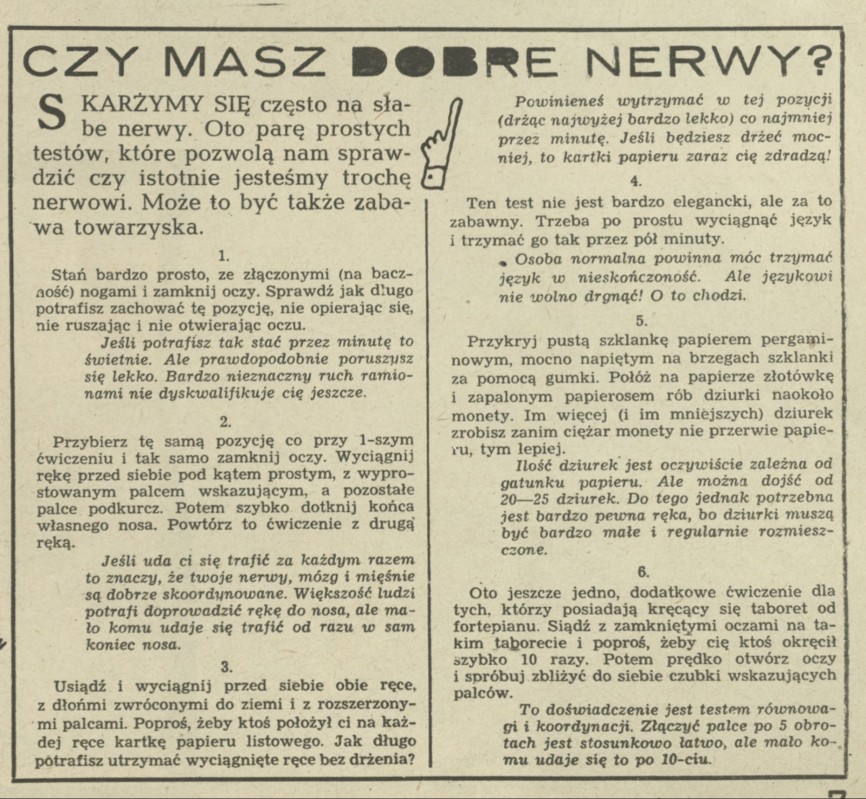 CZY MASZ DOBRE NERWY?
SKARŻYMY SIĘ często na sła-
be nerwy. Oto parę prostych
testów, które pozwolą nam spraw-
dzić czy istotnie jesteśmy trochę
nerwowi. Może to być także zaba-
wa towarzyska.
1.
Stań bardzo prosto, ze złączonymi (na bacz-
ność) nogami i zamknij oczy. Sprawdź jak długo
potrafisz zachować tę pozycję, nie opierając się,
nie ruszając i nie otwierając oczu.
Jeśli potrafisz tak stać przez minutę to
świetnie. Ale prawdopodobnie poruszysz
się lekko. Bardzo nieznaczny ruch ramio-
nami nie dyskwalifikuje cię jeszcze.
2.
Przybierz tę samą pozycję co przy 1-szym
ćwiczeniu i tak samo zamknij oczy. Wyciągnij
rękę przed siebie pod kątem prostym, z wypro-
stowanym palcem wskazującym, a pozostałe
palce podkurcz. Potem szybko dotknij końca
własnego nosa. Powtórz to ćwiczenie z drugą
ręką.
Jeśli uda ci się trafić za każdym razem
to znaczy, że twoje nerwy, mózg i mięśnie
są dobrze skoordynowane. Większość ludzi
potrafi doprowadzić rękę do nosa, ale ma-
ło komu udaje się trafić od razu w sam
koniec nosa.
3.
Usiądź i wyciągnij przed siebie obie ręce,
z dłońmi zwróconymi do ziemi i z rozszerzony-
mi palcami. Poproś, żeby ktoś położył ci na każ-
dej ręce kartkę papieru listowego. Jak długo
potrafisz utrzymać wyciągnięte ręce bez drżenia?
Powinieneś wytrzymać w tej pozycji
(drżąc najwyżej bardzo lekko) co najmniej
przez minutę. Jeśli będziesz drżeć moc-
niej, to kartki papieru zaraz cię zdradzą!
4.
Ten test nie jest bardzo elegancki, ale za to
zabawny. Trzeba po prostu wyciągnąć język
i trzymać go tak przez pół minuty.
Osoba normalna powinna móc trzymać
język w nieskończoność. Ale językowi
nie wolno drgnąć! O to chodzi.
5.
Przykryj pustą szklankę papierem pergami-
nowym, mocno napiętym na brzegach szklanki
za pomocą gumki. Połóż na papierze złotówkę
i zapalonym papierosem rób dziurki naokoło
monety. Im więcej (i im mniejszych) dziurek
zrobisz zanim ciężar monety nie przerwie papie-
ru, tym lepiej.
Ilość dziurek jest oczywiście zależna od
gatunku papieru. Ale można dojść od
20—25 dziurek. Do tego jednak potrzebna
jest bardzo pewna ręka, bo dziurki muszą
być bardzo małe i regularnie rozmiesz-
czone.
6.
Oto jeszcze jedno, dodatkowe ćwiczenie dla
tych, którzy posiadają kręcący się taboret od
fortepianu. Siądź z zamkniętymi oczami na ta-
kim taborecie i poproś, żeby cię ktoś okręcił
szybko 10 razy. Potem prędko otwórz oczy
i spróbuj zbliżyć do siebie czubki wskazujących
palców.
To doświadczenie jest testem równowa-
gi i koordynacji. Złączyć palce po 5 obro-
tach jest stosunkowo łatwo, ale mało ko-
mu udaje się to po 10-ciu.